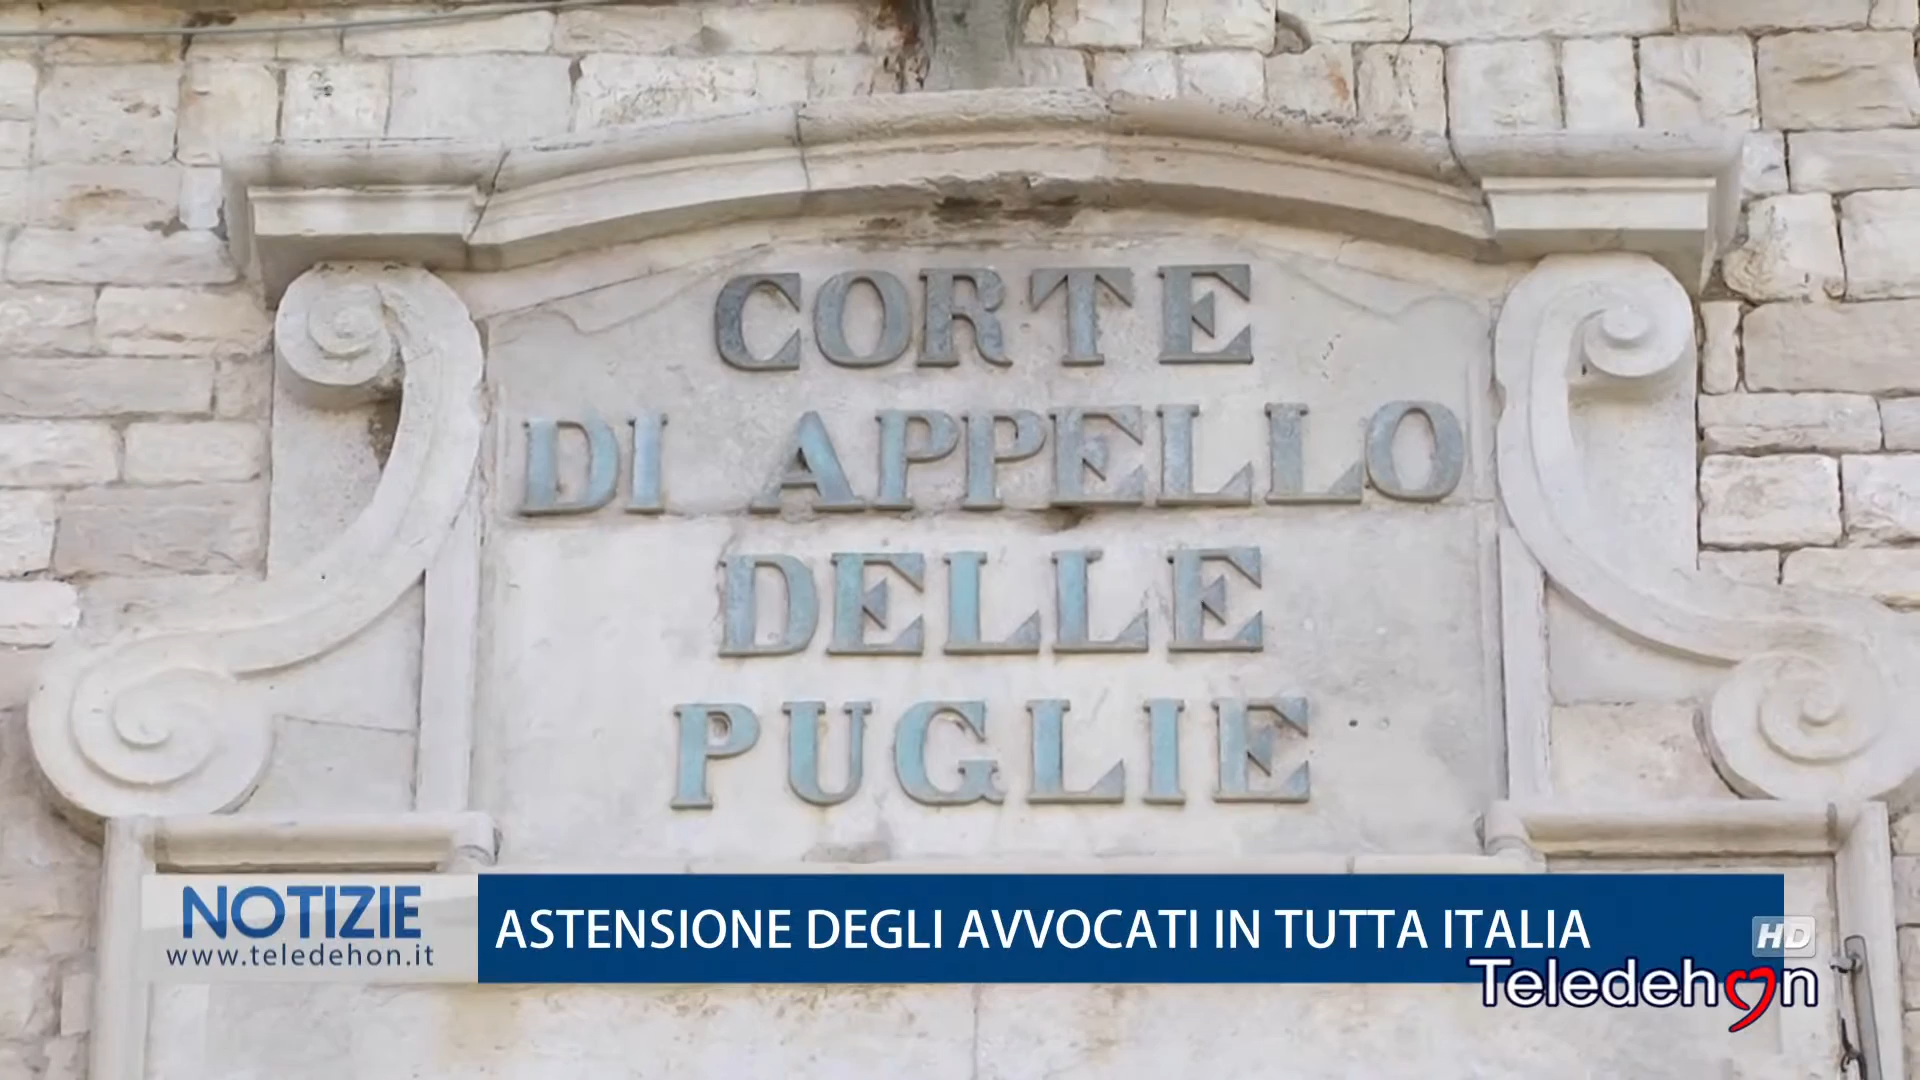 CORTE
DI APPELLO
DELLE
PUGLIE
NOTIZIE
www.teledehon.it
ASTENSIONE DEGLI AVVOCATI IN TUTTA ITALIA
HD
Teledehon